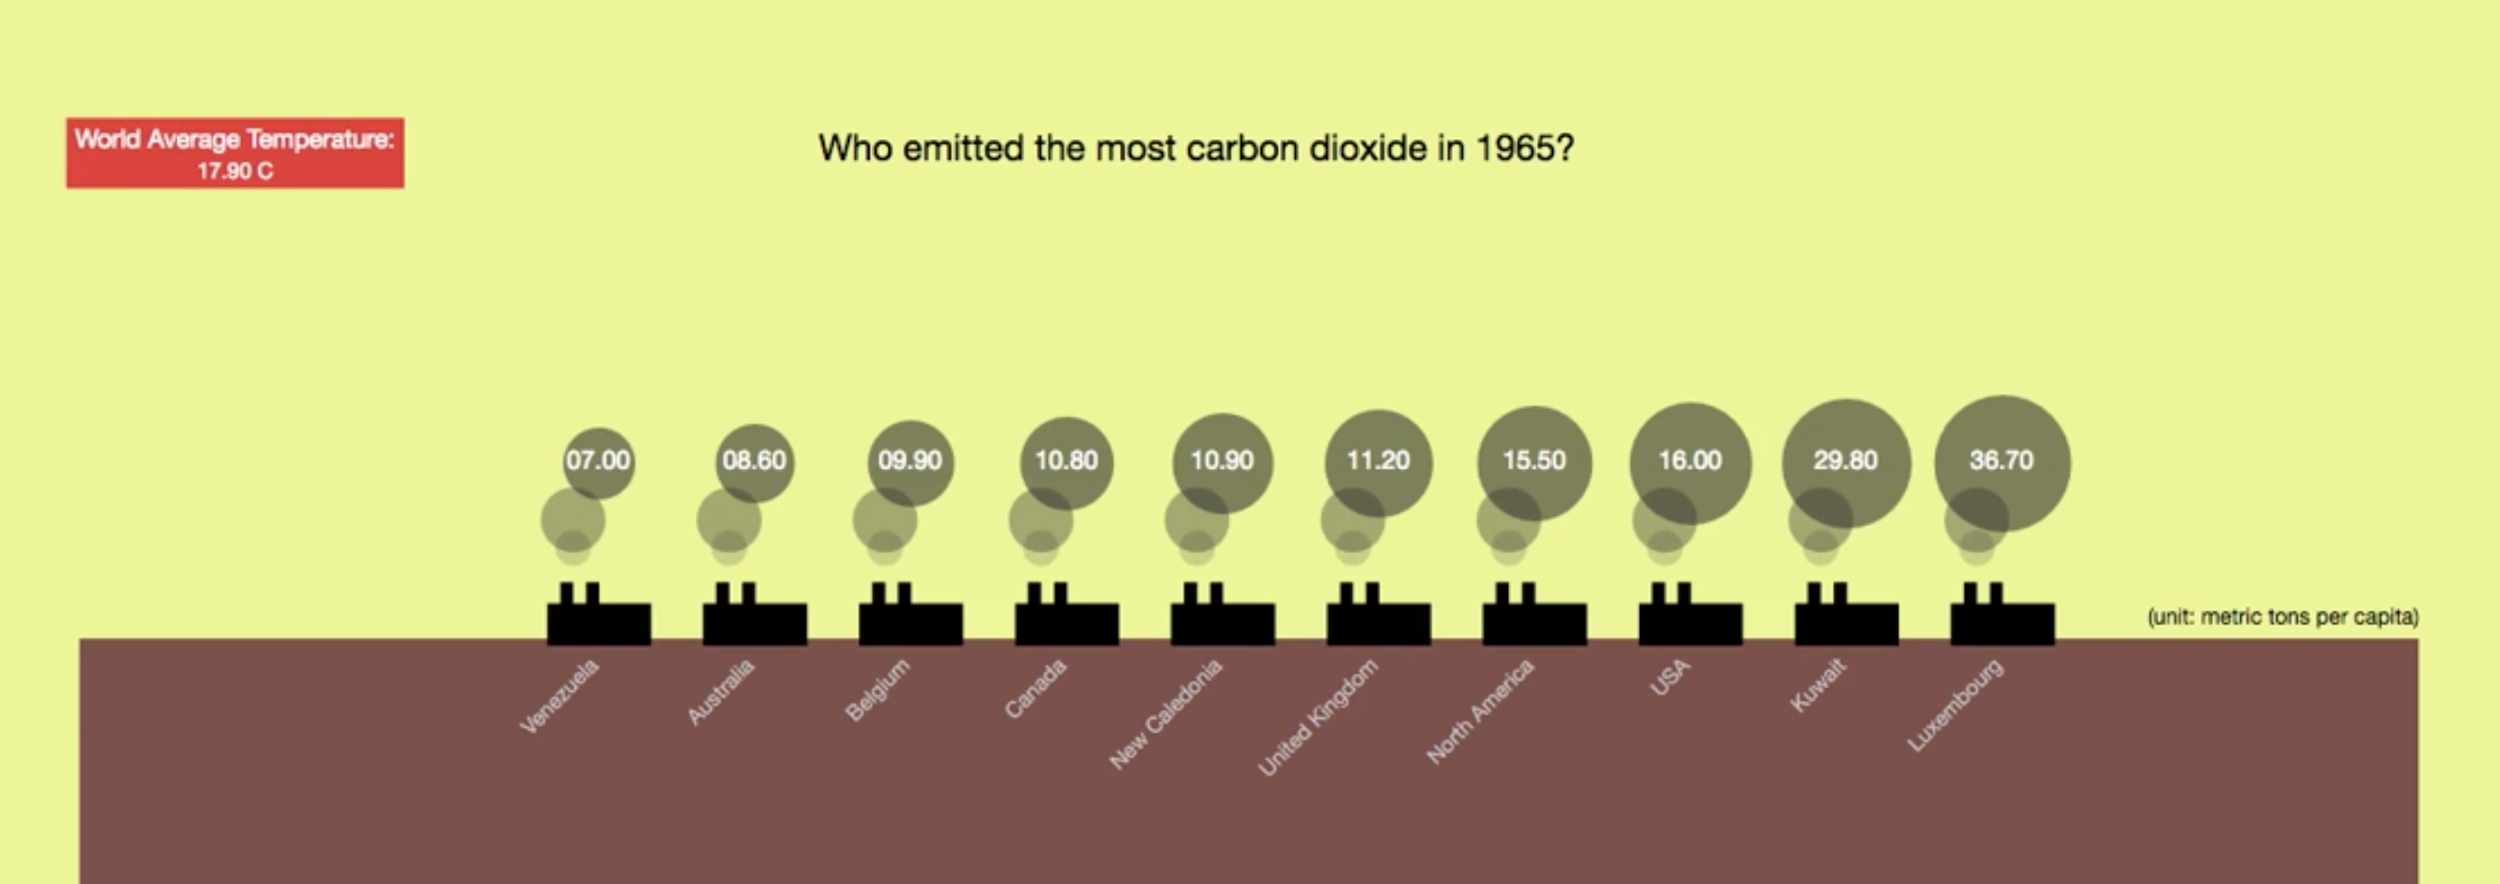 World Average Temperature:
17.90 C
Who emitted the most carbon dioxide in 1965?
07.00
08.60
09.90
10.80
10.90
11.20
15.50
16.00
29.80
36.70
(unit: metric tons per capita)
Venezuela
Australia
Belgium
Canada
New Caledonia
United Kingdom
North America
USA
Kuwait
Luxembourg